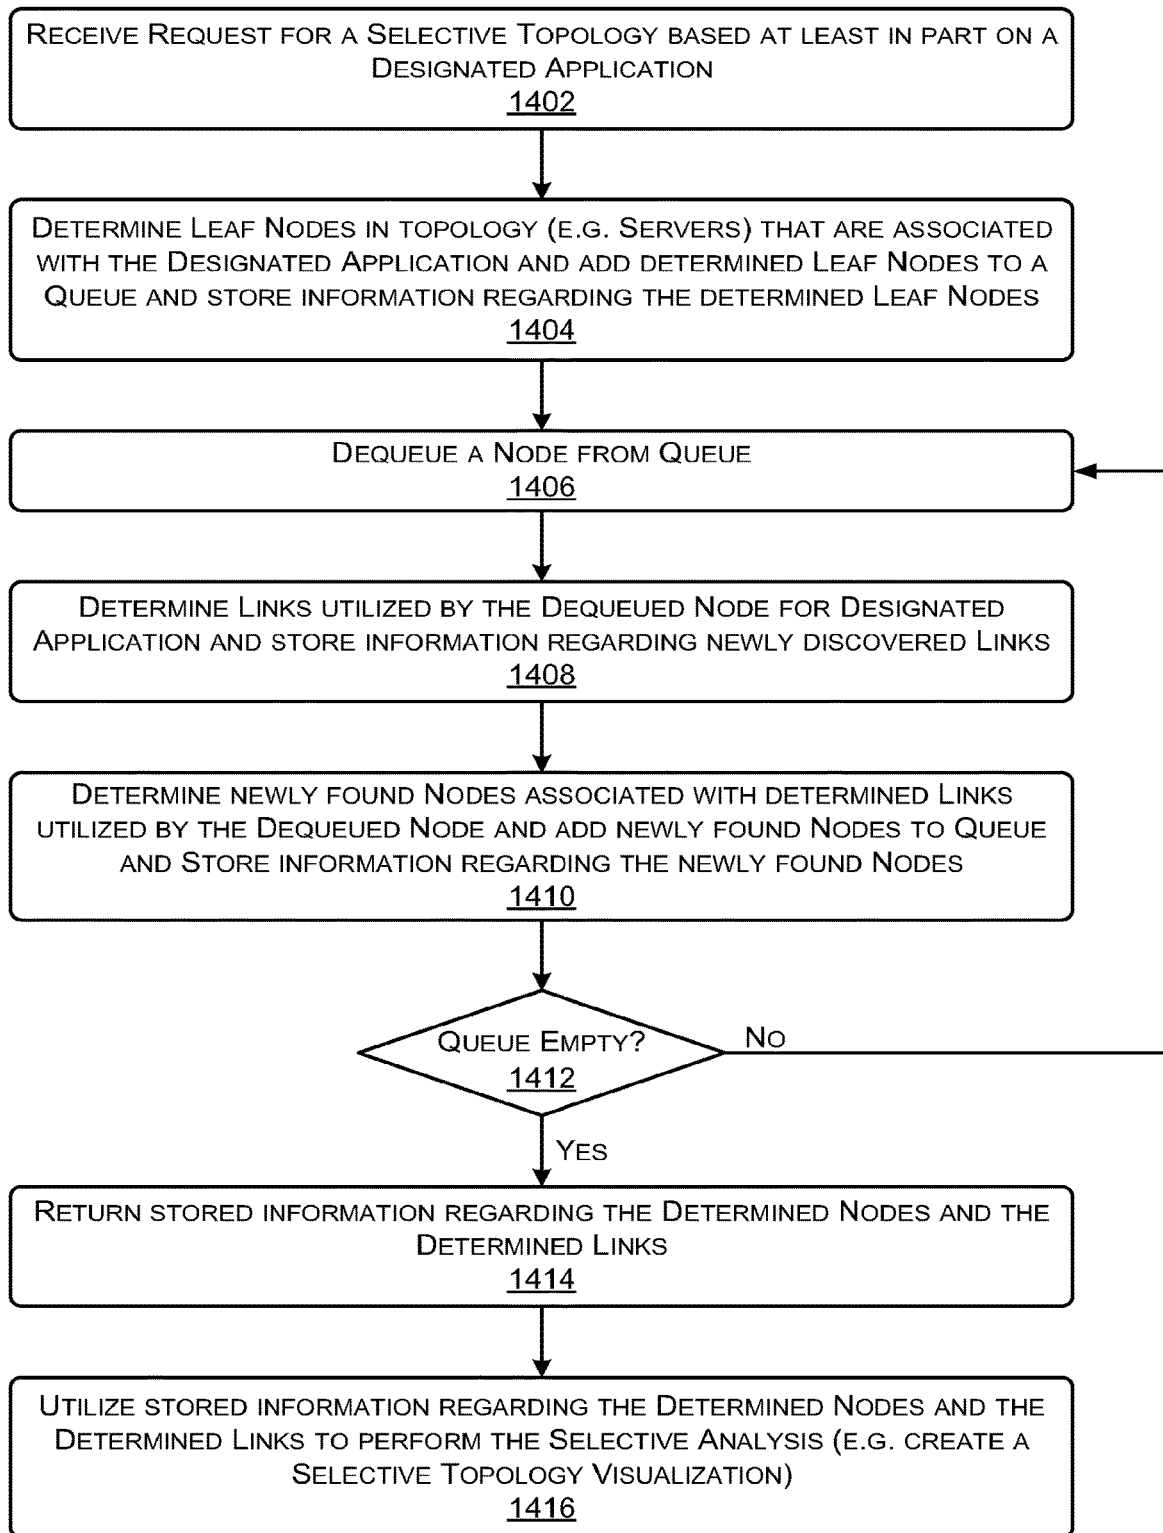 RECEIVE REQUEST FOR A SELECTIVE TOPOLOGY BASED AT LEAST IN PART ON A
DESIGNATED APPLICATION
1402
DETERMINE LEAF NODES IN TOPOLOGY (E.G. SERVERS) THAT ARE ASSOCIATED
WITH THE DESIGNATED APPLICATION AND ADD DETERMINED LEAF NODES TO A
QUEUE AND STORE INFORMATION REGARDING THE DETERMINED LEAF NODES
1404
DEQUEUE A NODE FROM QUEUE
1406
DETERMINE LINKS UTILIZED BY THE DEQUEUED NODE FOR DESIGNATED
APPLICATION AND STORE INFORMATION REGARDING NEWLY DISCOVERED LINKS
1408
DETERMINE NEWLY FOUND NODES ASSOCIATED WITH DETERMINED LINKS
UTILIZED BY THE DEQUEUED NODE AND ADD NEWLY FOUND NODES TO QUEUE
AND STORE INFORMATION REGARDING THE NEWLY FOUND NODES
1410
QUEUE EMPTY?
1412
NO
YES
RETURN STORED INFORMATION REGARDING THE DETERMINED NODES AND THE
DETERMINED LINKS
1414
UTILIZE STORED INFORMATION REGARDING THE DETERMINED NODES AND THE
DETERMINED LINKS TO PERFORM THE SELECTIVE ANALYSIS (E.G. CREATE A
SELECTIVE TOPOLOGY VISUALIZATION)
1416